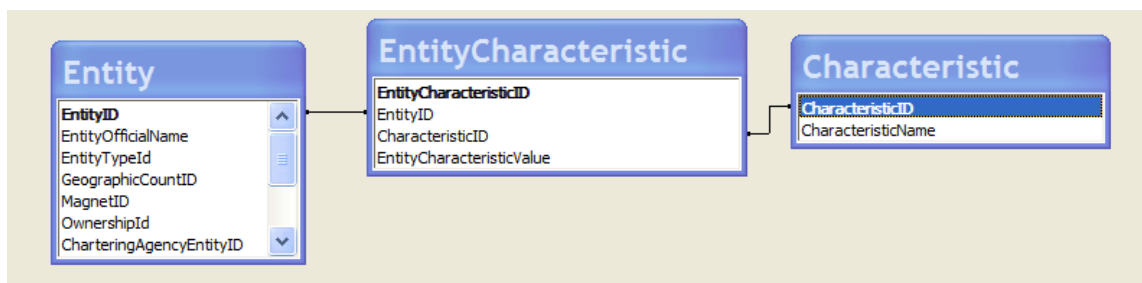 Entity
EntityID
EntityOfficialName
EntityTypeId
GeographicCountID
MagnetID
OwnershipId
CharteringAgencyEntityID
EntityCharacteristic
EntityCharacteristicID
EntityID
CharacteristicID
EntityCharacteristicValue
Characteristic
CharacteristicID
CharacteristicName